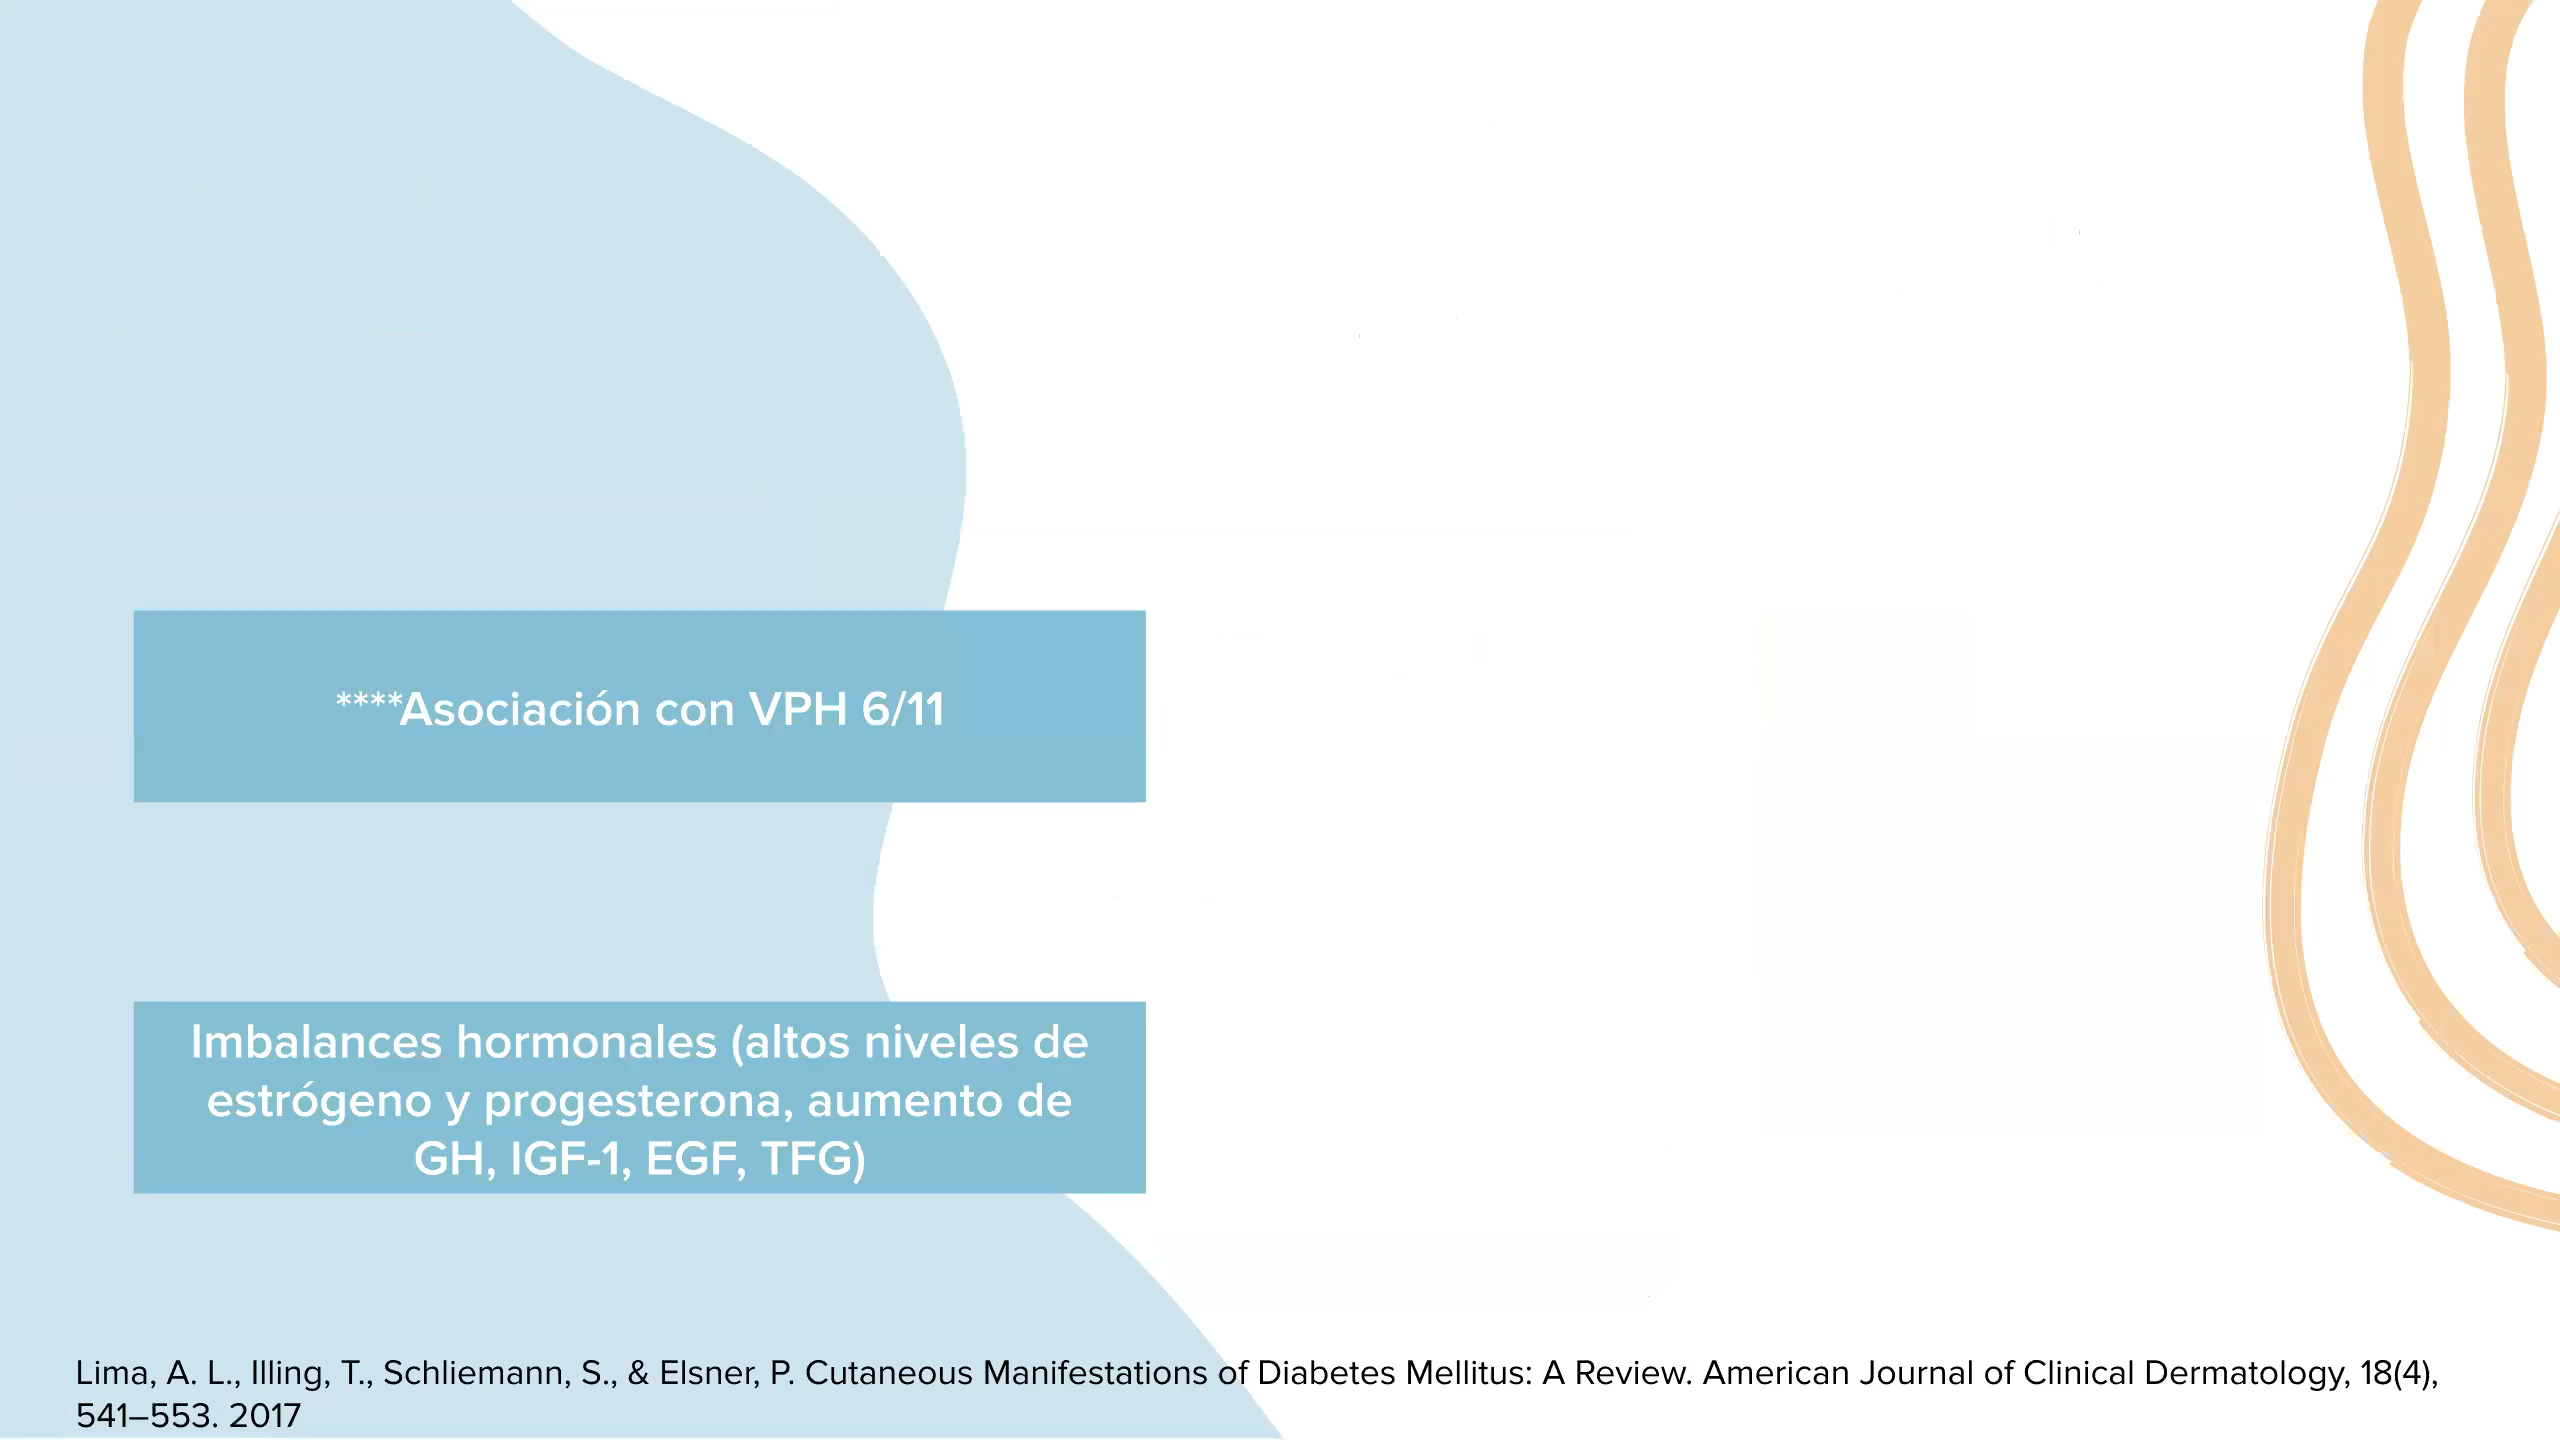 ****Asociación con VPH 6/11
Imbalances hormonales (altos niveles de
estrógeno y progesterona, aumento de
GH, IGF-1, EGF, TFG)
Lima, A. L., Illing, T., Schliemann, S., & Elsner, P. Cutaneous Manifestations of Diabetes Mellitus: A Review. American Journal of Clinical Dermatology, 18(4),
541–553. 2017